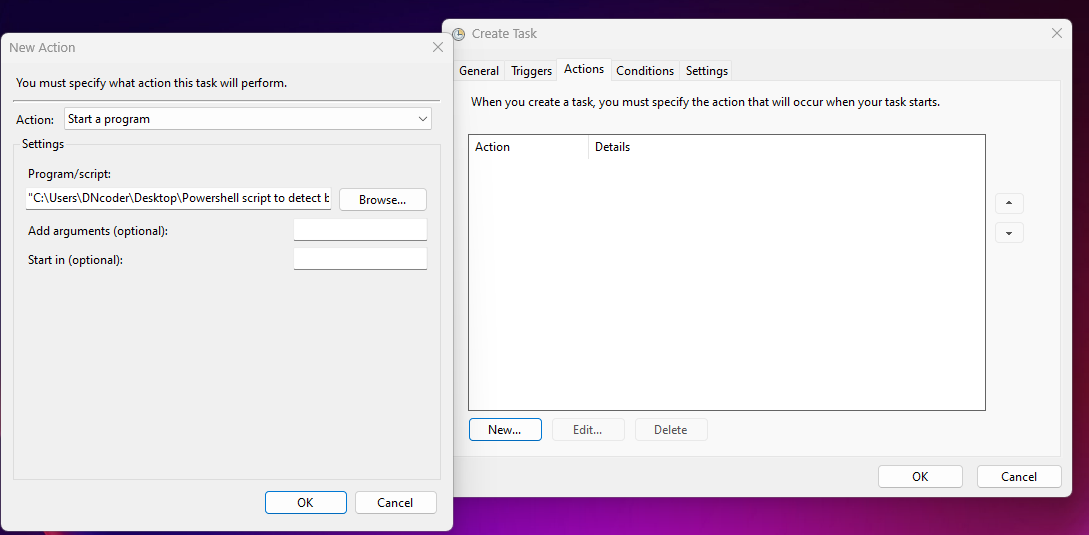 New Action
You must specify what action this task will perform.
Action: Start a program
Settings
Program/script:
"C:\Users\DNcoder\Desktop\Powershell script to detect b
Browse...
Add arguments (optional):
Start in (optional):
OK
Cancel
Create Task
General Triggers Actions Conditions Settings
When you create a task, you must specify the action that will occur when your task starts.
Action Details
New... Edit... Delete
OK Cancel